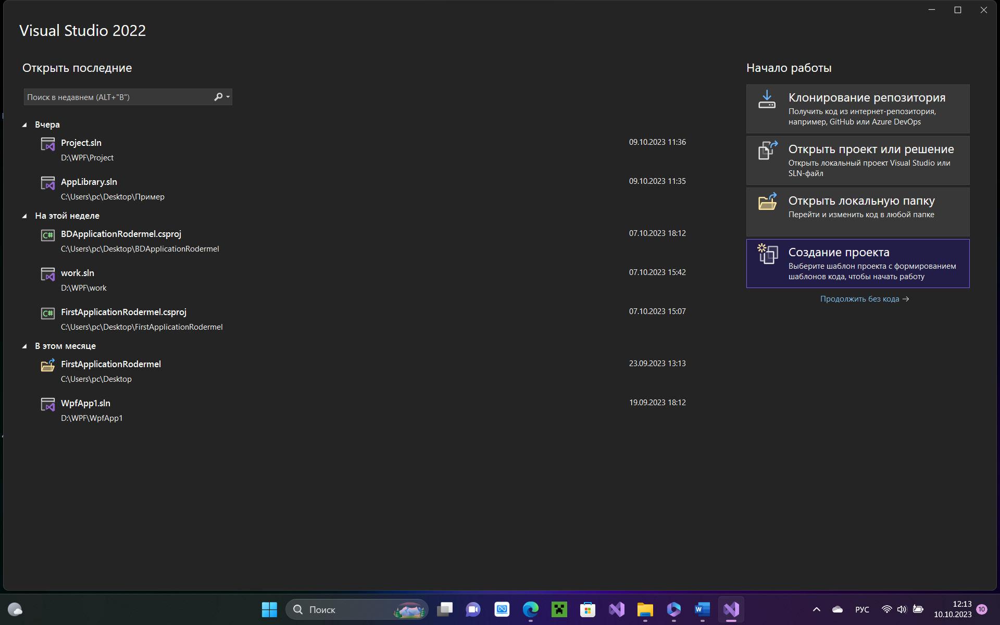 Visual Studio 2022
Открыть последние
Поиск в недавнем (ALT+"В")
Вчера
Project.sln
09.10.2023 11:36
D:\WPF\Project
AppLibrary.sln
09.10.2023 11:35
C:\Users\pc\Desktop\Пример
На этой неделе
BDApplicationRodermel.csproj
07.10.2023 18:12
C:\Users\pc\Desktop\BDApplicationRodermel
work.sln
07.10.2023 15:42
D:\WPF\work
FirstApplicationRodermel.csproj
07.10.2023 15:07
C:\Users\pc\Desktop\FirstApplicationRodermel
В этом месяце
FirstApplicationRodermel
23.09.2023 13:13
C:\Users\pc\Desktop
WpfApp1.sln
19.09.2023 18:12
D:\WPF\WpfApp1
Начало работы
Клонирование репозитория
Получить код из интернет-репозитория,
например, GitHub или Azure DevOps
Открыть проект или решение
Открыть локальный проект Visual Studio или
SLN-файл
Открыть локальную папку
Перейти и изменить код в любой папке
Создание проекта
Выберите шаблон проекта с формированием
шаблонов кода, чтобы начать работу
Продолжить без кода →
Поиск
РУС
12:13
10.10.2023
10